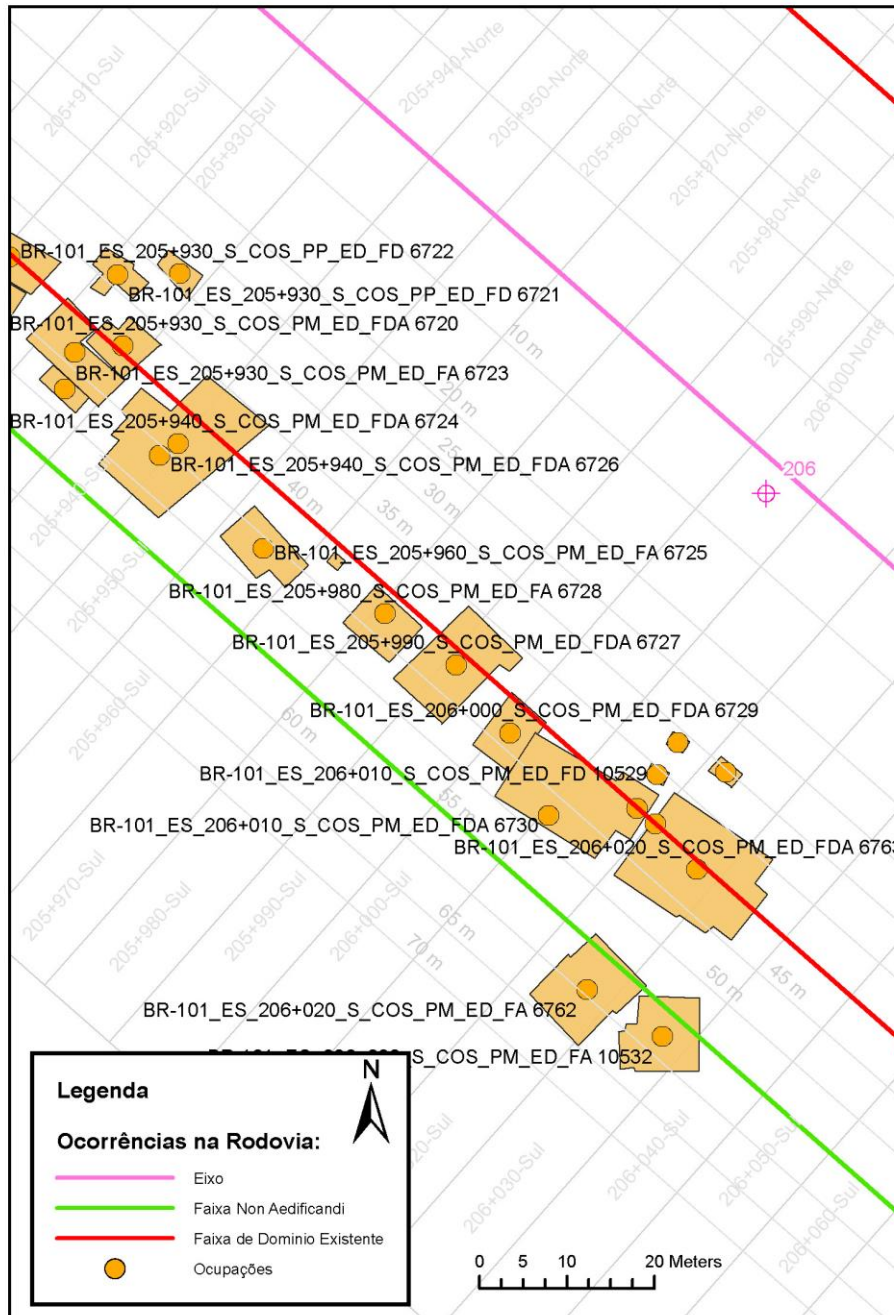 205+910-Sul
205+920-Sul
205+930-Sul
205+940-Norte
205+950-Norte
205+960-Norte
205+970-Norte
205+980-Norte
205+990-Norte
206+000-Norte
BR-101_ES_205+930_S_COS_PP_ED_FD 6722
BR-101_ES_205+930_S_COS_PP_ED_FD 6721
BR-101_ES_205+930_S_COS_PM_ED_FDA 6720
10 m
BR-101_ES_205+930_S_COS_PM_ED_FA 6723
20 m
BR-101_ES_205+940_S_COS_PM_ED_FDA 6724
25
BR-101_ES_205+940_S_COS_PM_ED_FDA 6726
206
30 m
40 m
35 m
205+940-S
205+950-Sul
BR-101_ES_205+960_S_COS_PM_ED_FA 6725
BR-101_ES_205+980_S_COS_PM_ED_FA 6728
BR-101_ES_205+990_S_COS_PM_ED_FDA 6727
205+960-Sul
60 m
BR-101_ES_206+000_S_COS_PM_ED_FDA 6729
BR-101_ES_206+010_S_COS_PM_ED_FD 10529
55 m
BR-101_ES_206+010_S_COS_PM_ED_FDA 6730
BR-101_ES_206+020_S_COS_PM_ED_FDA 6763
205+970-Sul
205+980-Sul
205+990-Sul
206+000-Sul
65 m
70 m
50 m
45 m
BR-101_ES_206+020_S_COS_PM_ED_FA 6762
S_COS_PM_ED_FA 10532
20-Sul
206+030-Sul
206+040-Sul
206+050-Sul
206+060-Sul
N
Legenda
Ocorrências na Rodovia:
Eixo
Faixa Non Aedificandi
Faixa de Dominio Existente
Ocupações
0 5 10 20 Meters